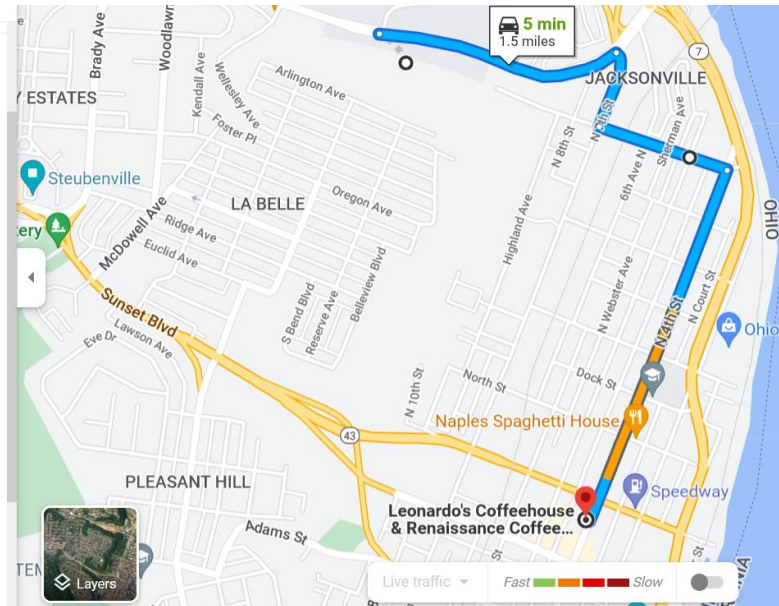 5 min
1.5 miles
7
JACKSONVILLE
Brady Ave
Woodlawn
Kendall Ave
Wellesley Ave
Arlington Ave
Foster Pl
Y ESTATES
N 8th St
N 5th St
Sherman Ave
6th Ave N
Steubenville
LA BELLE
Oregon Ave
OHIO
McDowell Ave
Ridge Ave
Euclid Ave
Highland Ave
Belleview Blvd
Reserve Ave
S Bend Blvd
N Webster Ave
N Court St
N 4th St
Sunset Blvd
Lawson Ave
Eve Dr
Ohio
North St
Dock St
N 10th St
Naples Spaghetti House
43
PLEASANT HILL
Speedway
Leonardo's Coffeehouse
& Renaissance Coffee...
Adams St
St
Layers
Live traffic
Fast
Slow